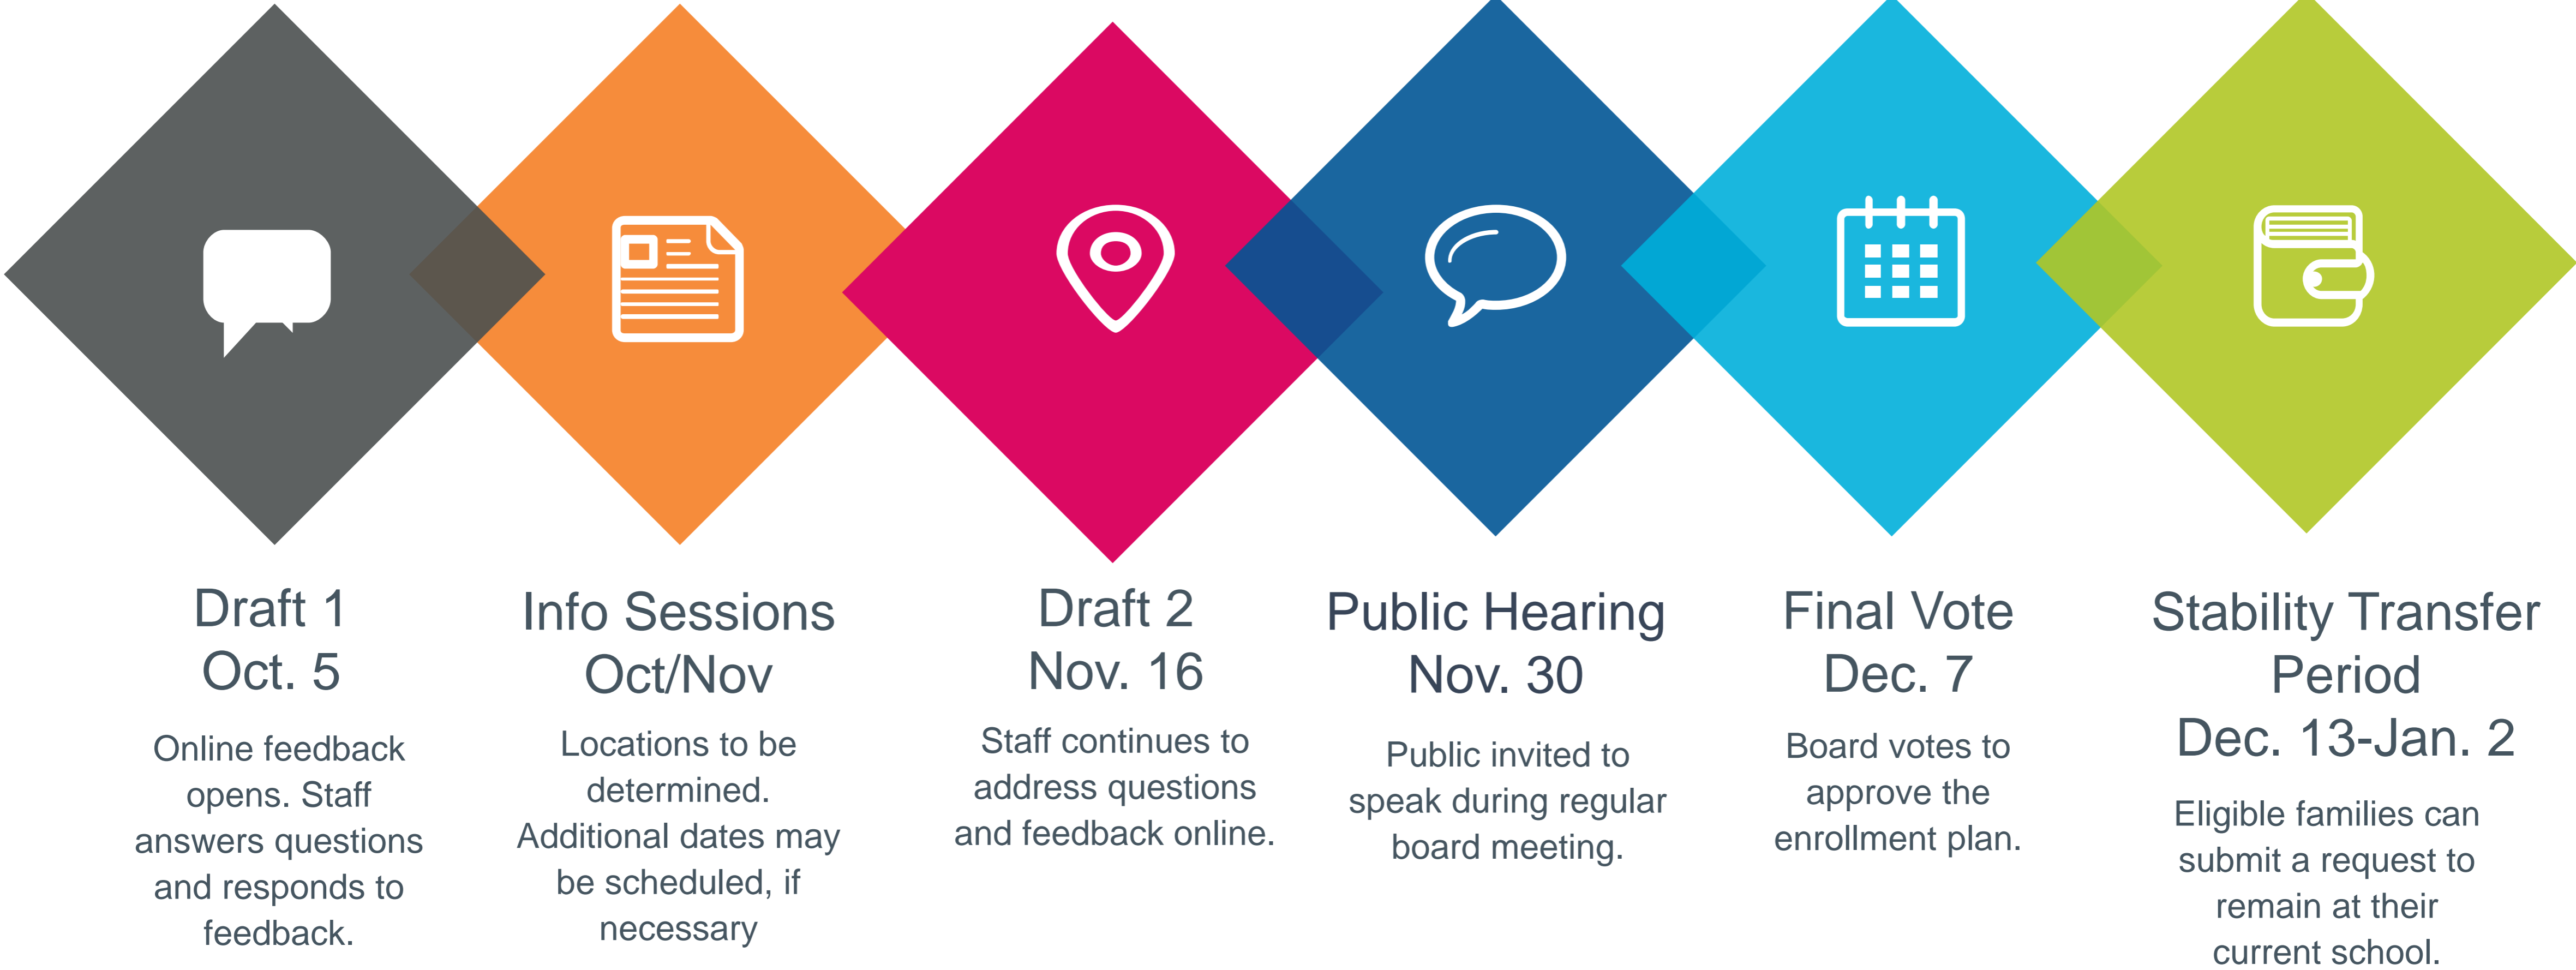 Draft 1
Oct. 5
Online feedback
opens. Staff
answers questions
and responds to
feedback.
Info Sessions
Oct/Nov
Locations to be
determined.
Additional dates may
be scheduled, if
necessary
Draft 2
Nov. 16
Staff continues to
address questions
and feedback online.
Public Hearing
Nov. 30
Public invited to
speak during regular
board meeting.
Final Vote
Dec. 7
Board votes to
approve the
enrollment plan.
Stability Transfer
Period
Dec. 13-Jan. 2
Eligible families can
submit a request to
remain at their
current school.